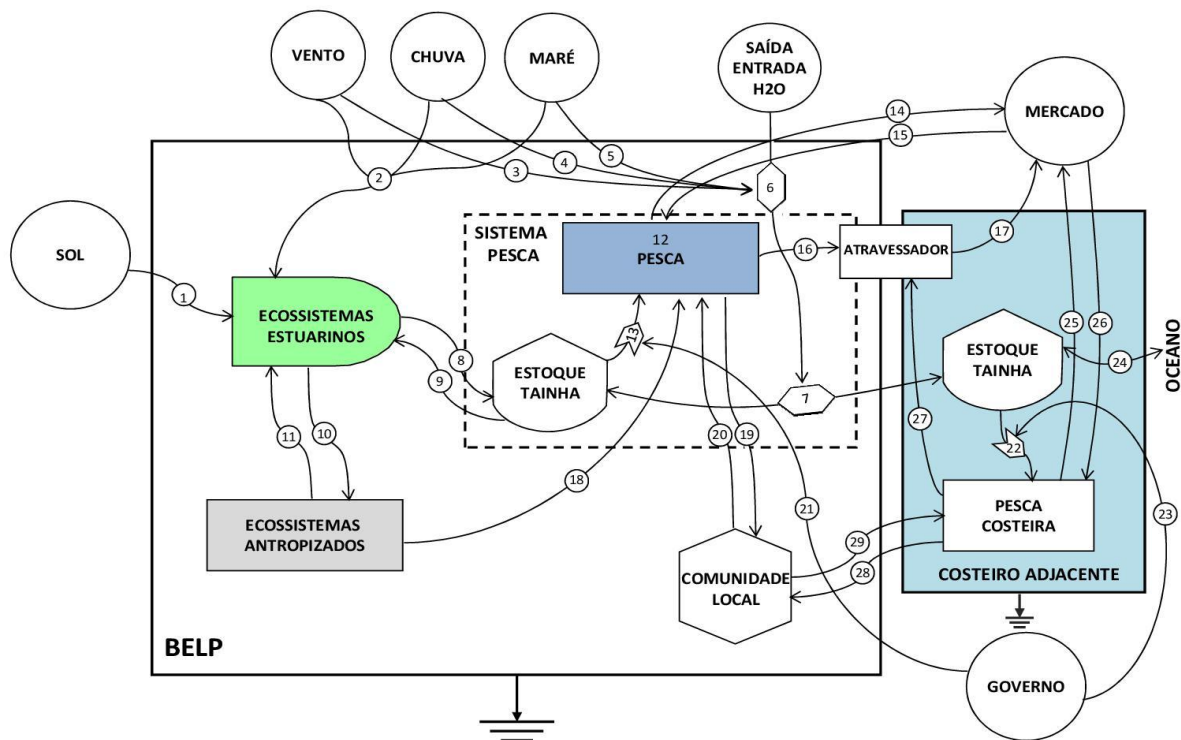 VENTO
CHUVA
MARÉ
SAÍDA
ENTRADA
H2O
MERCADO
14
15
2
3
4
5
6
SOL
1
SISTEMA
PESCA
12
PESCA
16
ATRAVESSADOR
17
ECOSSISTEMAS
ESTUARINOS
8
9
13
ESTOQUE
TAINHA
7
ESTOQUE
TAINHA
25
26
24
OCEANO
11
10
20
19
27
22
18
21
23
ECOSSISTEMAS
ANTROPIZADOS
PESCA
COSTEIRA
29
28
COMUNIDADE
LOCAL
COSTEIRO ADJACENTE
BELP
GOVERNO